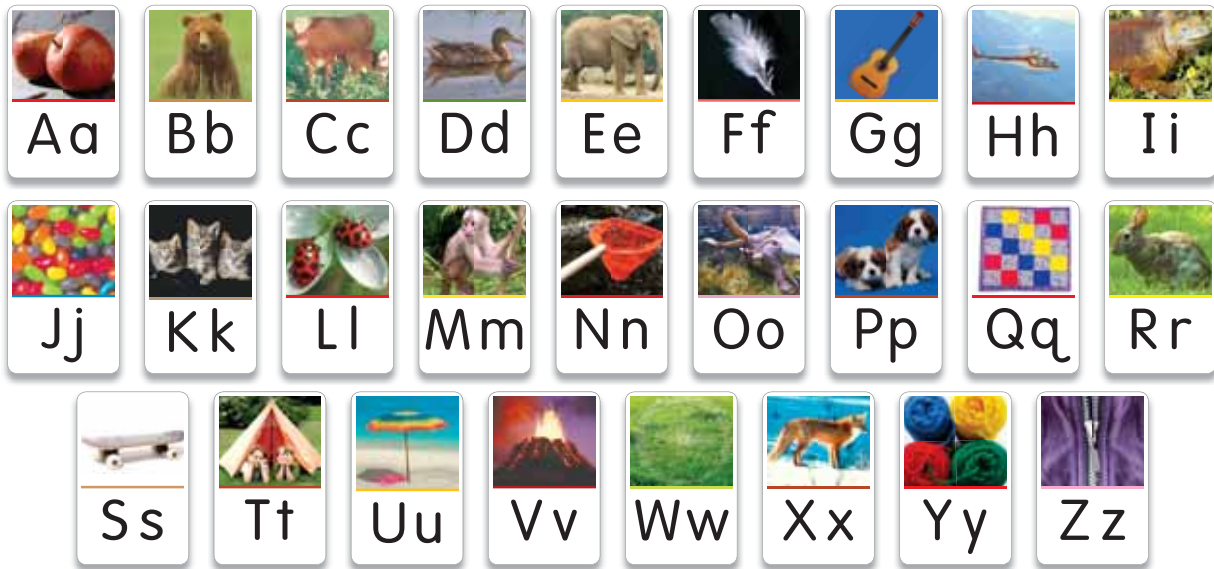 Aa Bb Cc Dd Ee Ff Gg Hh Ii
Jj Kk Ll Mm Nn Oo Pp Qq Rr
Ss Tt Uu Vv Ww Xx Yy Zz